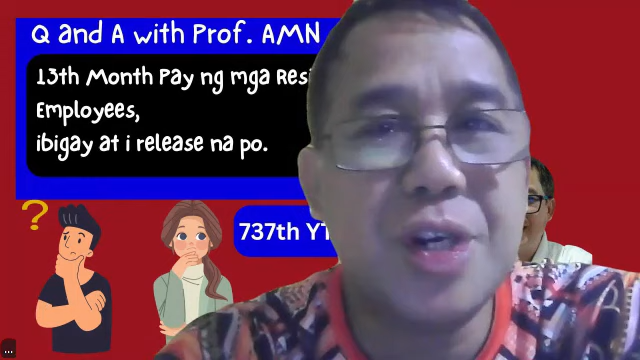 Q and A with Prof. AMN
13th Month Pay ng mga
Employees,
ibigay at i release na po.
?
737th
...